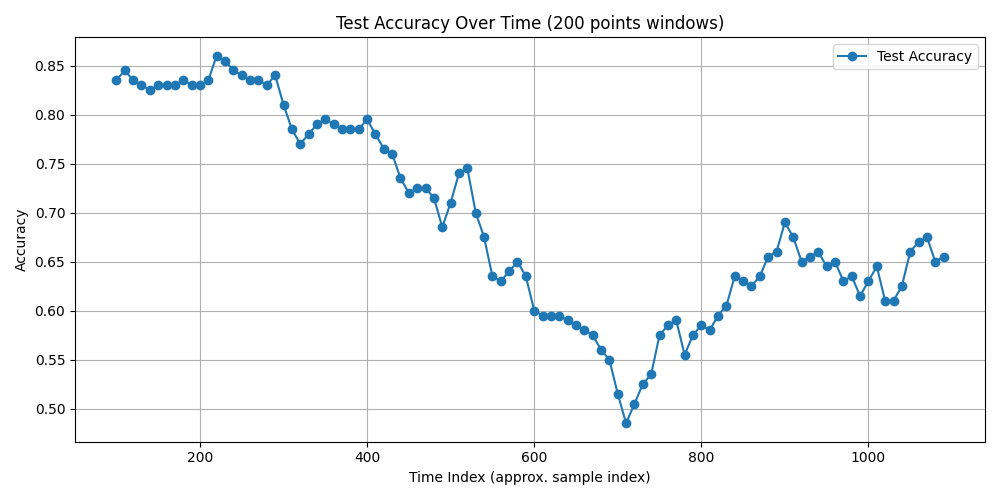 Test Accuracy Over Time (200 points windows)
Test Accuracy
0.85
0.80
0.75
0.70
0.65
0.60
0.55
0.50
Accuracy
200 400 600 800 1000
Time Index (approx. sample index)